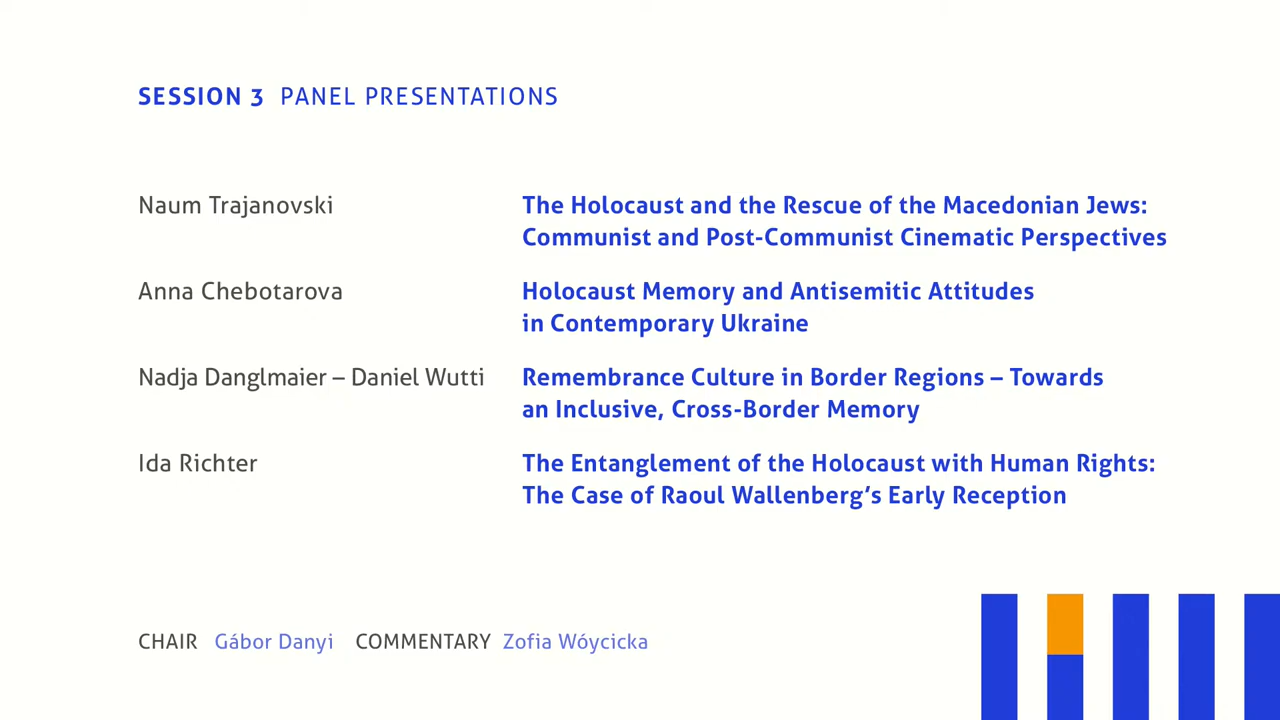 SESSION 3 PANEL PRESENTATIONS
Naum Trajanovski
The Holocaust and the Rescue of the Macedonian Jews:
Communist and Post-Communist Cinematic Perspectives
Anna Chebotarova
Holocaust Memory and Antisemitic Attitudes
in Contemporary Ukraine
Nadja Danglmaier – Daniel Wutti
Remembrance Culture in Border Regions – Towards
an Inclusive, Cross-Border Memory
Ida Richter
The Entanglement of the Holocaust with Human Rights:
The Case of Raoul Wallenberg’s Early Reception
CHAIR Gábor Danyi COMMENTARY Zofia Wóycicka